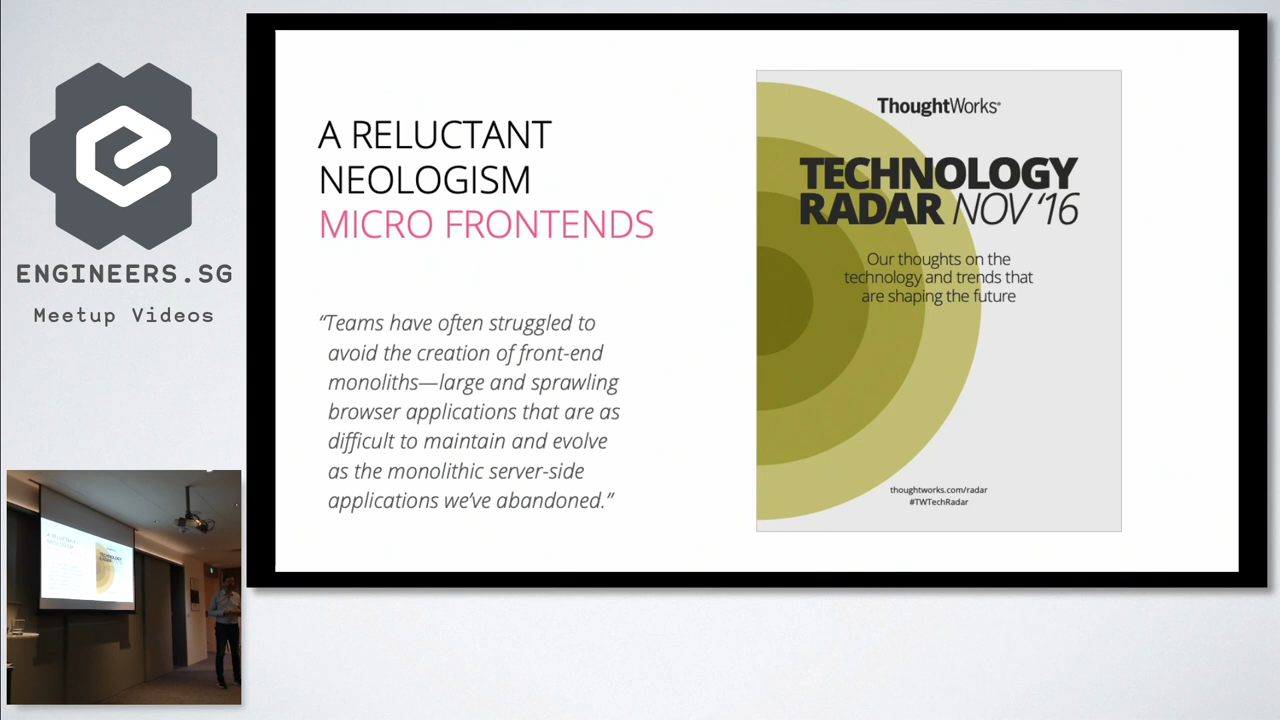 ENGINEERS.SG
Meetup Videos
A RELUCTANT
NEOLOGISM
MICRO FRONTENDS
“Teams have often struggled to
avoid the creation of front-end
monoliths—large and sprawling
browser applications that are as
difficult to maintain and evolve
as the monolithic server-side
applications we’ve abandoned.”
ThoughtWorks®
TECHNOLOGY
RADAR NOV ‘16
Our thoughts on the
technology and trends that
are shaping the future
thoughtworks.com/radar
#TWTechRadar